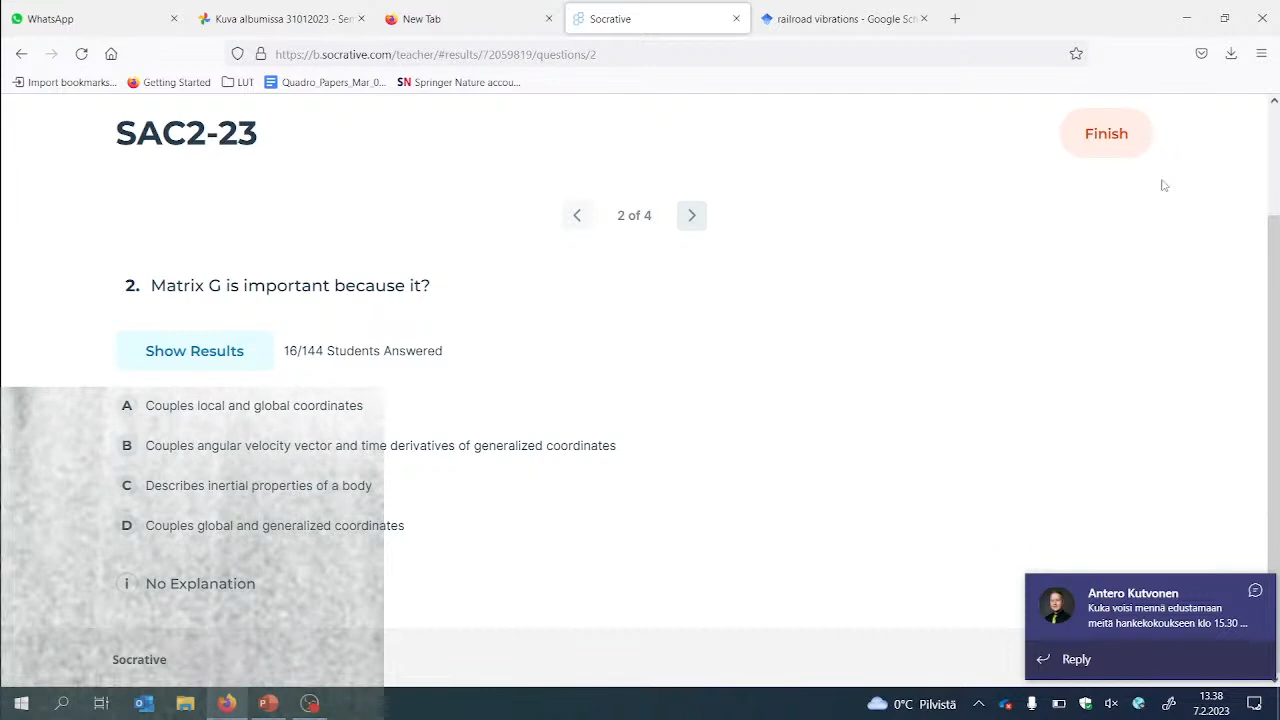 WhatsApp
Kuva albumissa 31012023 - Ser
New Tab
Socrative
railroad vibrations - Google Sch
https://b.socrative.com/teacher/#results/72059819/questions/2
Import bookmarks...
Getting Started
LUT
Quadro_Papers_Mar_0...
SN Springer Nature accou...
SAC2-23
Finish
2 of 4
2. Matrix G is important because it?
Show Results
16/144 Students Answered
A Couples local and global coordinates
B Couples angular velocity vector and time derivatives of generalized coordinates
C Describes inertial properties of a body
D Couples global and generalized coordinates
i No Explanation
Socrative
Antero Kutvonen
Kuka voisi mennä edustamaan
meitä hankekokoukseen klo 15.30 ...
Reply
0°C Pilvistä
13.38
7.2.2023